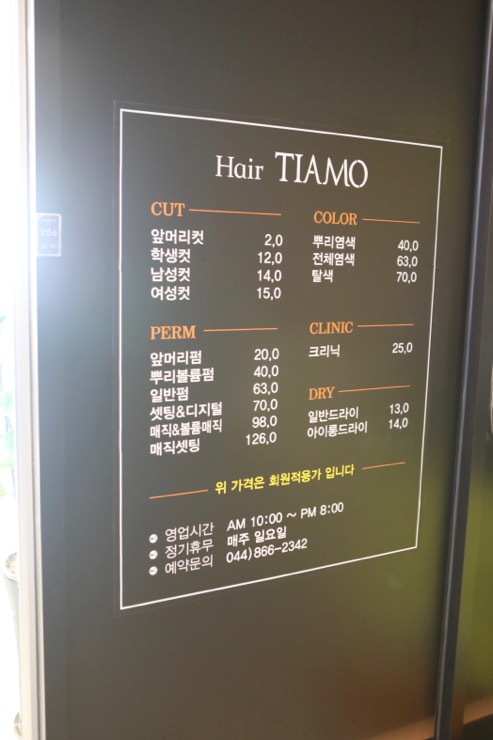 Hair TIAMO
CUT
앞머리컷 2,0
학생컷 12,0
남성컷 14,0
여성컷 15,0
PERM
앞머리펌 20,0
뿌리볼륨펌 40,0
일반펌 63,0
셋팅&디지털 70,0
매직&볼륨매직 98,0
매직셋팅 126,0
COLOR
뿌리염색 40,0
전체염색 63,0
탈색 70,0
CLINIC
크리닉 25,0
DRY
일반드라이 13,0
아이롱드라이 14,0
위 가격은 회원적용가 입니다
영업시간 AM 10:00 ~ PM 8:00
정기휴무 매주 일요일
예약문의 044)866-2342